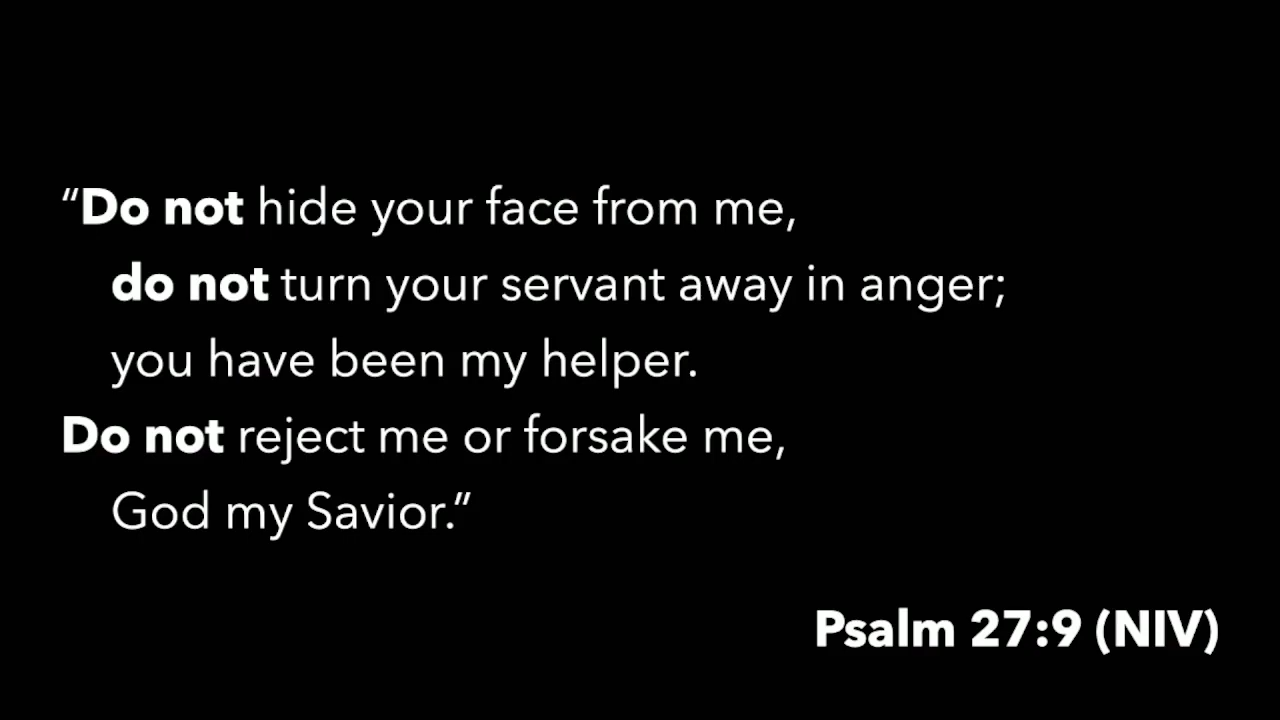 “Do not hide your face from me,
do not turn your servant away in anger;
you have been my helper.
Do not reject me or forsake me,
God my Savior.”
Psalm 27:9 (NIV)